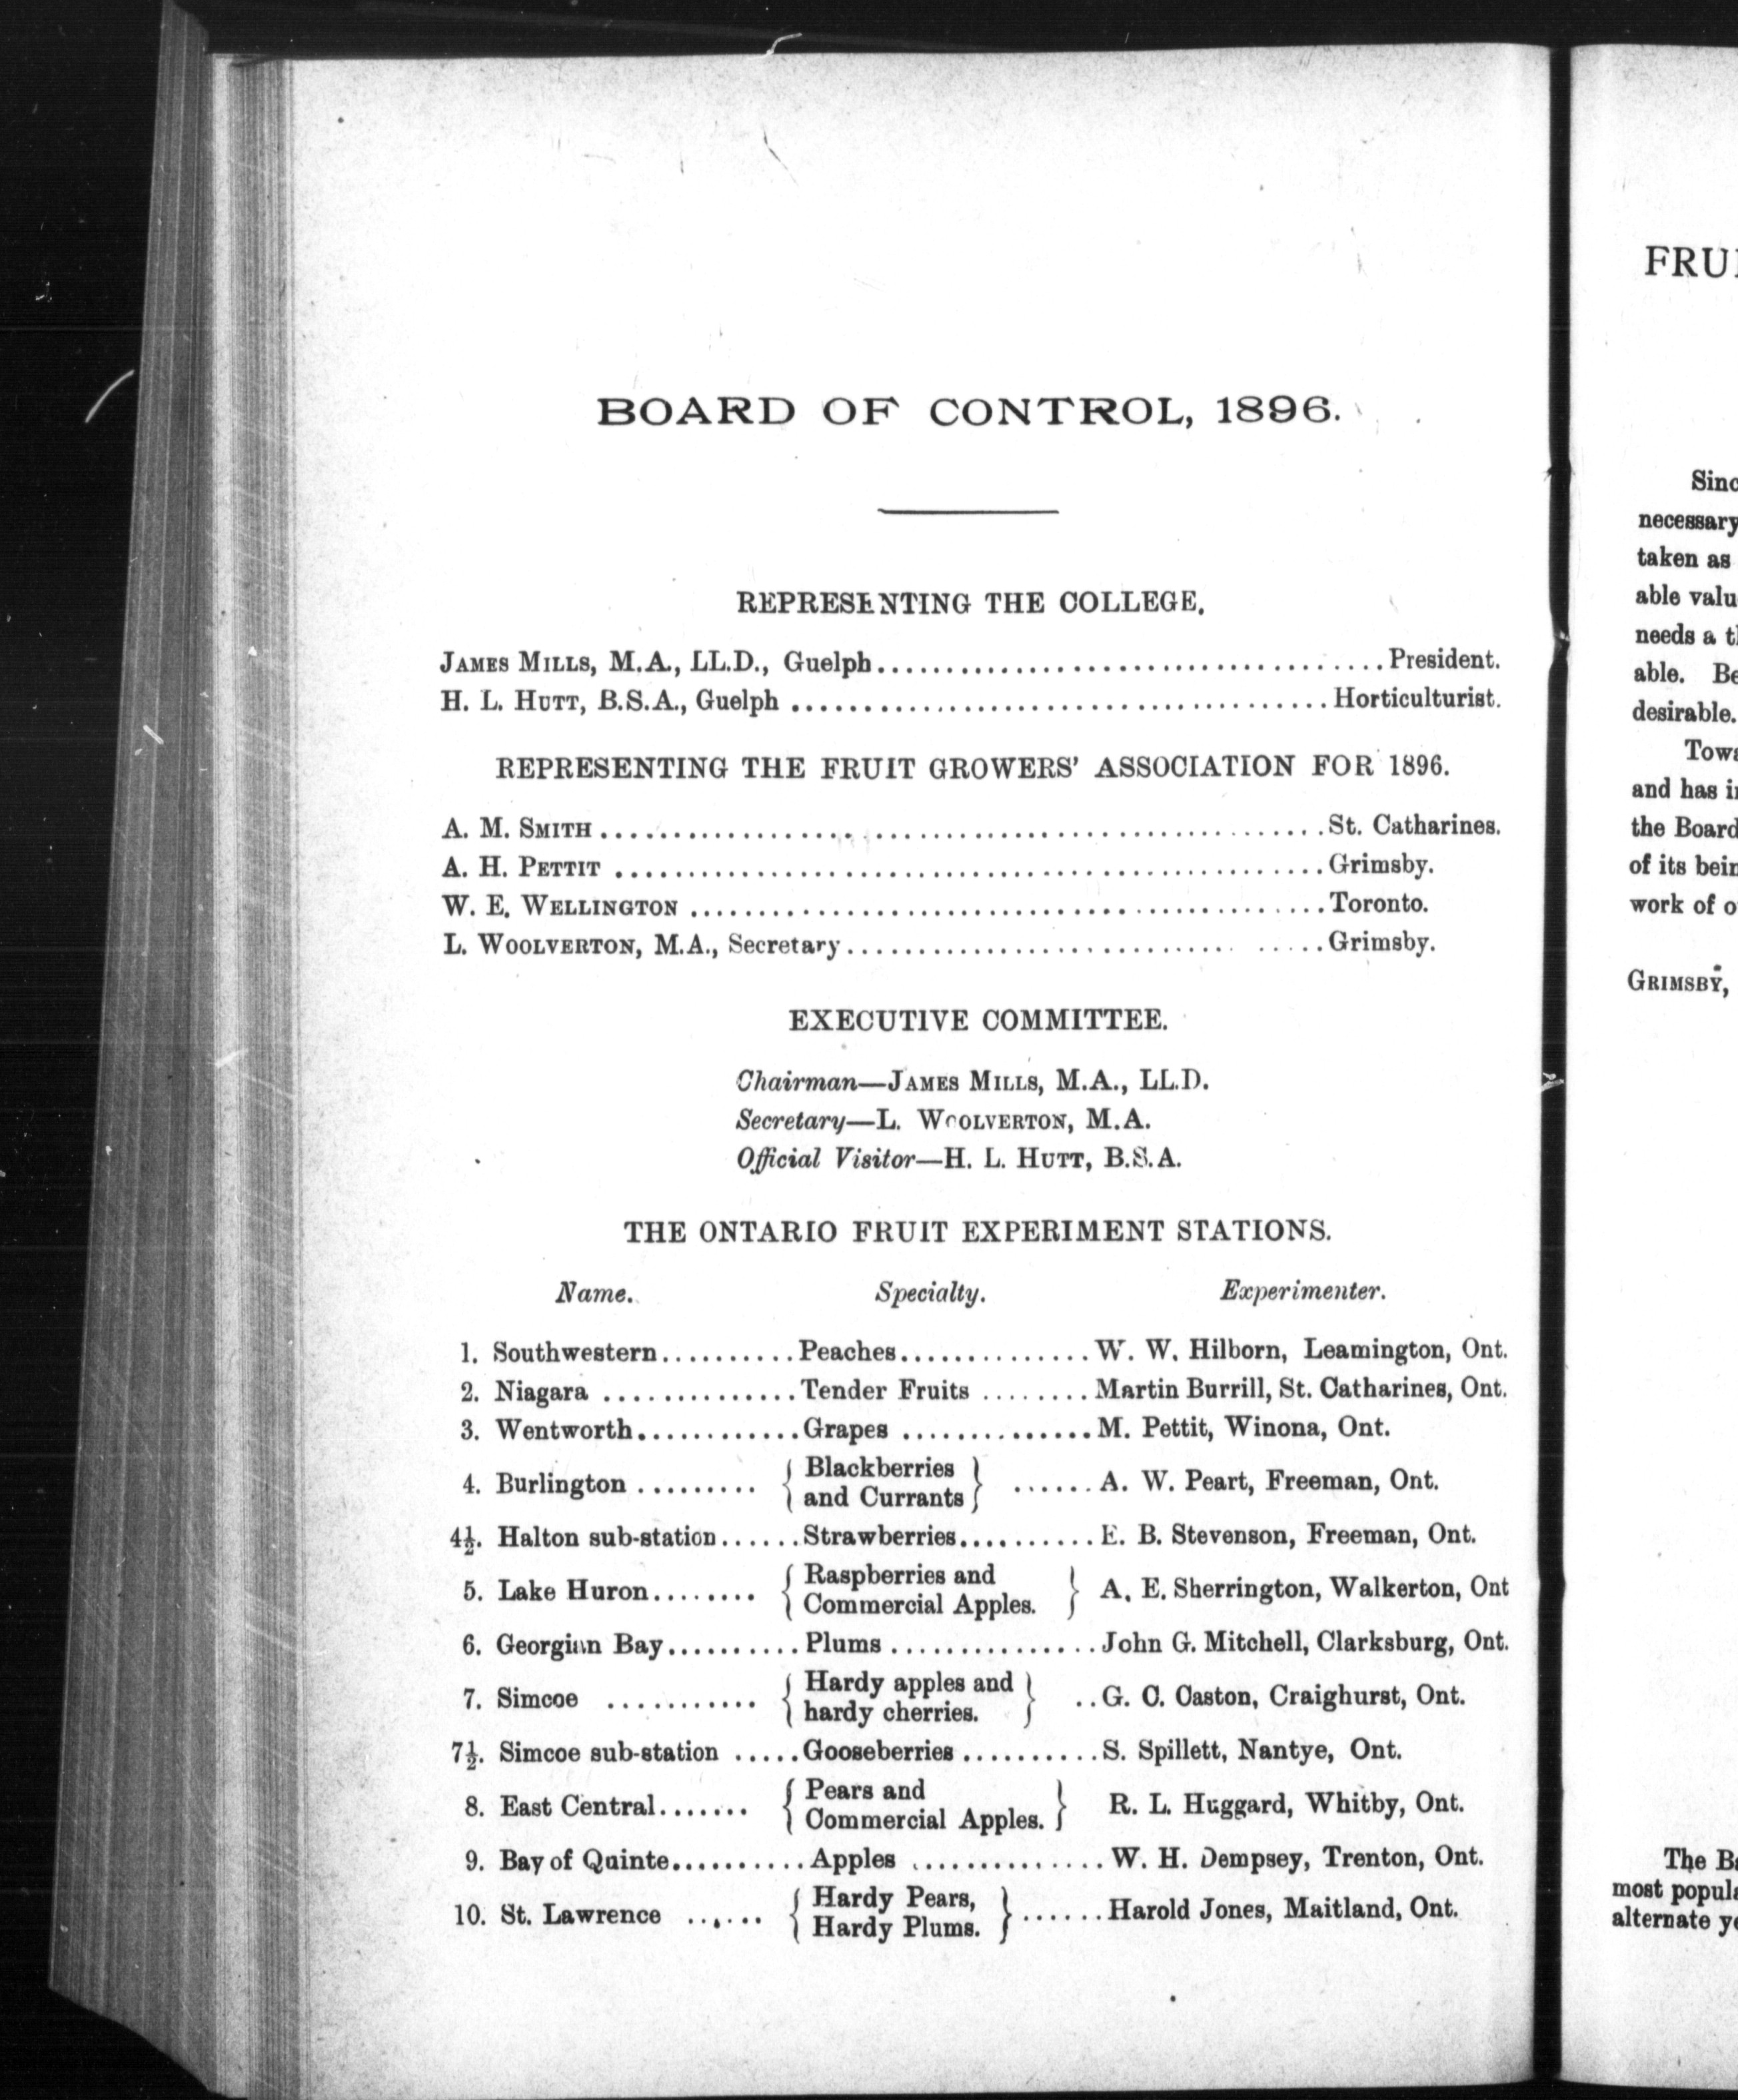 BOARD OF CONTROL, 1896.
REPRESENTING THE COLLEGE.
JAMES MILLS, M.A., LL.D., Guelph....................................President.
H. L. HUTT, B.S.A., Guelph ......................................Horticulturist.
REPRESENTING THE FRUIT GROWERS' ASSOCIATION FOR 1896.
A. M. SMITH ..................................................St. Catharines.
A. H. PETTIT ..................................................Grimsby.
W. E. WELLINGTON .............................................Toronto.
L. WOOLVERTON, M.A., Secretary..................................Grimsby.
EXECUTIVE COMMITTEE.
Chairman—JAMES MILLS, M.A., LL.D.
Secretary—L. WOOLVERTON, M.A.
Official Visitor—H. L. HUTT, B.S.A.
THE ONTARIO FRUIT EXPERIMENT STATIONS.
Name. Specialty. Experimenter.
1. Southwestern..........Peaches..............W. W. Hilborn, Leamington, Ont.
2. Niagara ..............Tender Fruits ........Martin Burrill, St. Catharines, Ont.
3. Wentworth............Grapes ..............M. Pettit, Winona, Ont.
4. Burlington ......... { Blackberries
and Currants } ......A. W. Peart, Freeman, Ont.
4½. Halton sub-station......Strawberries..........E. B. Stevenson, Freeman, Ont.
5. Lake Huron........ { Raspberries and
Commercial Apples. } A. E. Sherrington, Walkerton, Ont
6. Georgian Bay..........Plums ...............John G. Mitchell, Clarksburg, Ont.
7. Simcoe ........... { Hardy apples and
hardy cherries. } ..G. C. Caston, Craighurst, Ont.
7½. Simcoe sub-station .....Gooseberries ..........S. Spillett, Nantye, Ont.
8. East Central....... { Pears and
Commercial Apples. } R. L. Huggard, Whitby, Ont.
9. Bay of Quinte..........Apples ..............W. H. Dempsey, Trenton, Ont.
10. St. Lawrence ...... { Hardy Pears,
Hardy Plums. } ......Harold Jones, Maitland, Ont.
necessary
taken as
able
needs a
able.
desirable.
and has
the Board
of its
work of
GRIMSBY,
The
most
alternate